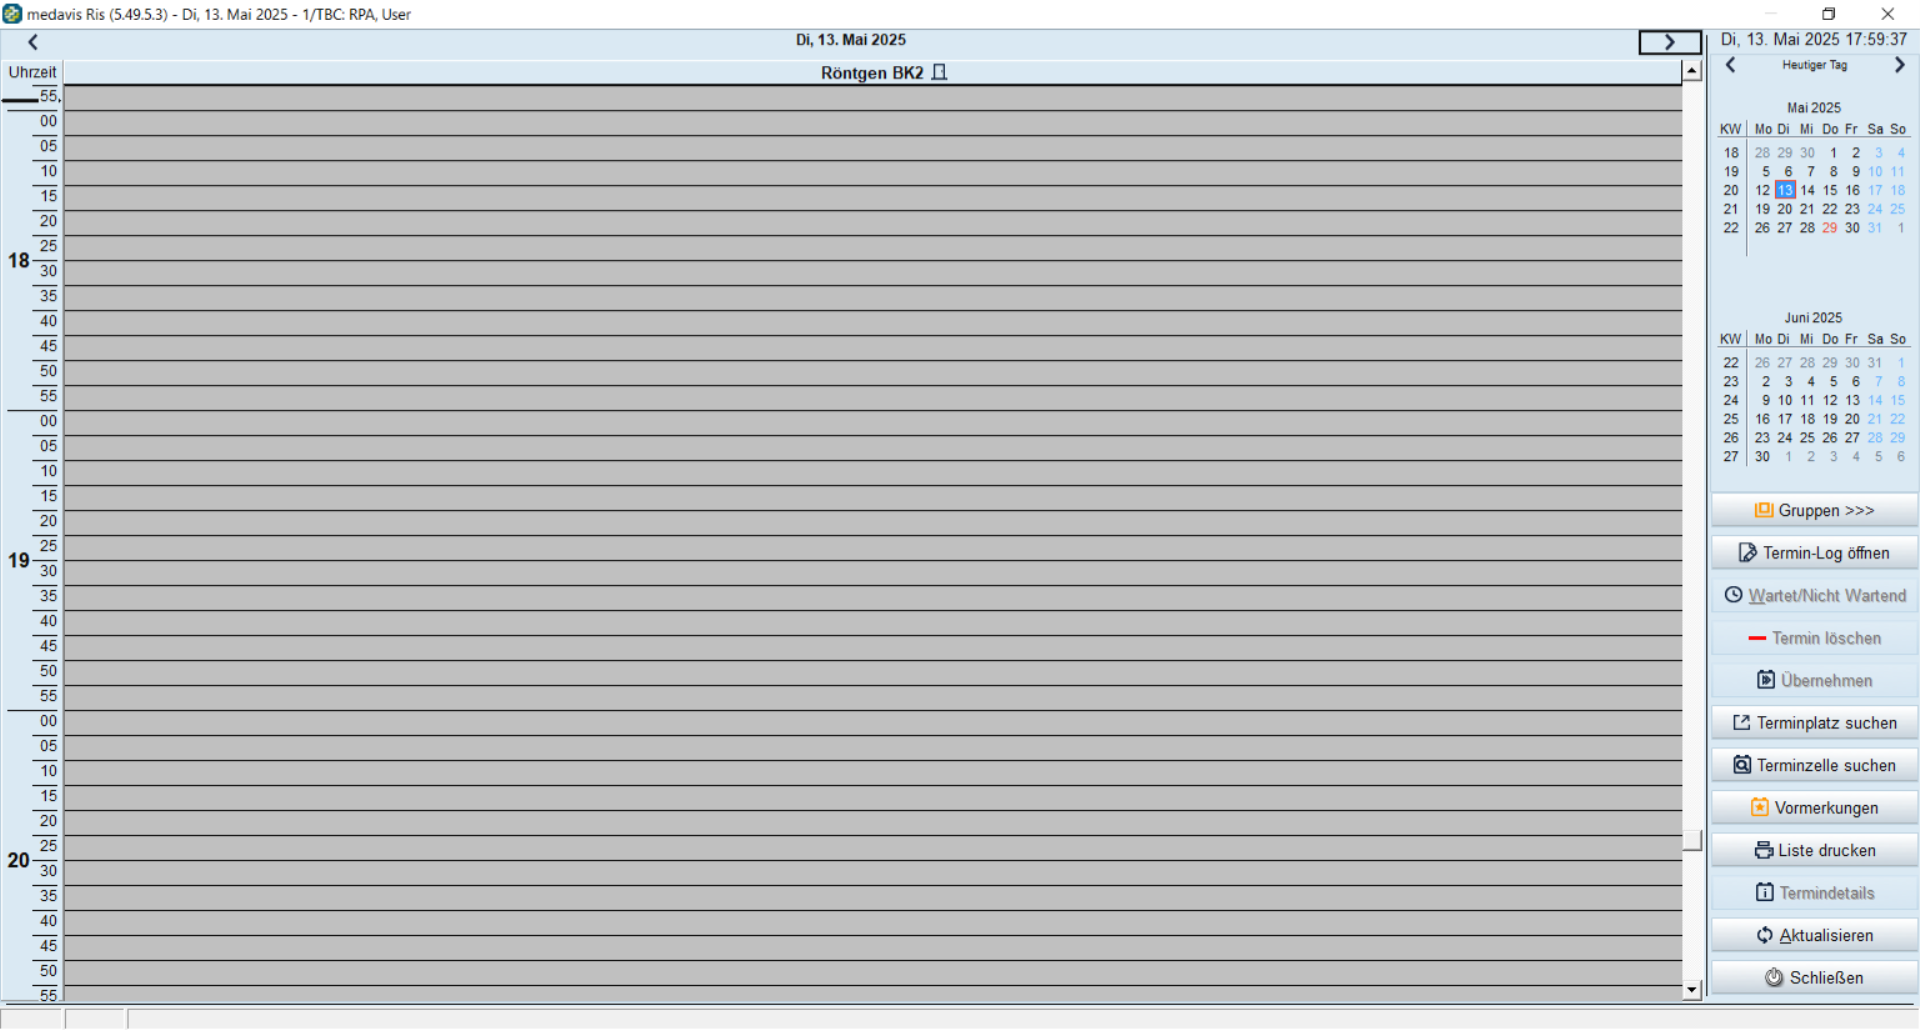 medavis Ris (5.49.5.3) - Di, 13. Mai 2025 - 1/TBC: RPA, User
Di, 13. Mai 2025
Di, 13. Mai 2025 17:59:37
Heutiger Tag
Uhrzeit
Röntgen BK2
55
00
05
10
15
20
25
18
30
35
40
45
50
55
00
05
10
15
20
25
19
30
35
40
45
50
55
00
05
10
15
20
25
20
30
35
40
45
50
55
Mai 2025
KW Mo Di Mi Do Fr Sa So
18 28 29 30 1 2 3 4
19 5 6 7 8 9 10 11
20 12 13 14 15 16 17 18
21 19 20 21 22 23 24 25
22 26 27 28 29 30 31 1
Juni 2025
KW Mo Di Mi Do Fr Sa So
22 26 27 28 29 30 31 1
23 2 3 4 5 6 7 8
24 9 10 11 12 13 14 15
25 16 17 18 19 20 21 22
26 23 24 25 26 27 28 29
27 30 1 2 3 4 5 6
Gruppen >>>
Termin-Log öffnen
Wartet/Nicht Wartend
Termin löschen
Übernehmen
Terminplatz suchen
Terminzelle suchen
Vormerkungen
Liste drucken
Termindetails
Aktualisieren
Schließen